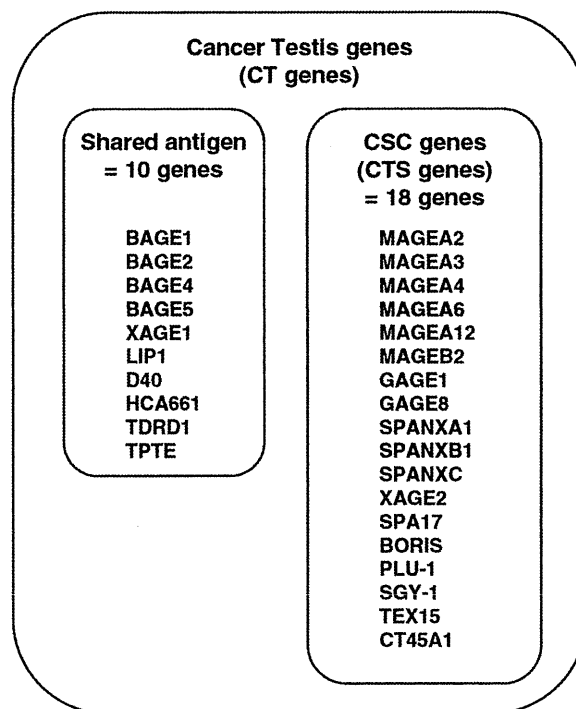 Cancer Testis genes
(CT genes)
Shared antigen
= 10 genes
BAGE1
BAGE2
BAGE4
BAGE5
XAGE1
LIP1
D40
HCA661
TDRD1
TPTE
CSC genes
(CTS genes)
= 18 genes
MAGEA2
MAGEA3
MAGEA4
MAGEA6
MAGEA12
MAGEB2
GAGE1
GAGE8
SPANXA1
SPANXB1
SPANXC
XAGE2
SPA17
BORIS
PLU-1
SGY-1
TEX15
CT45A1